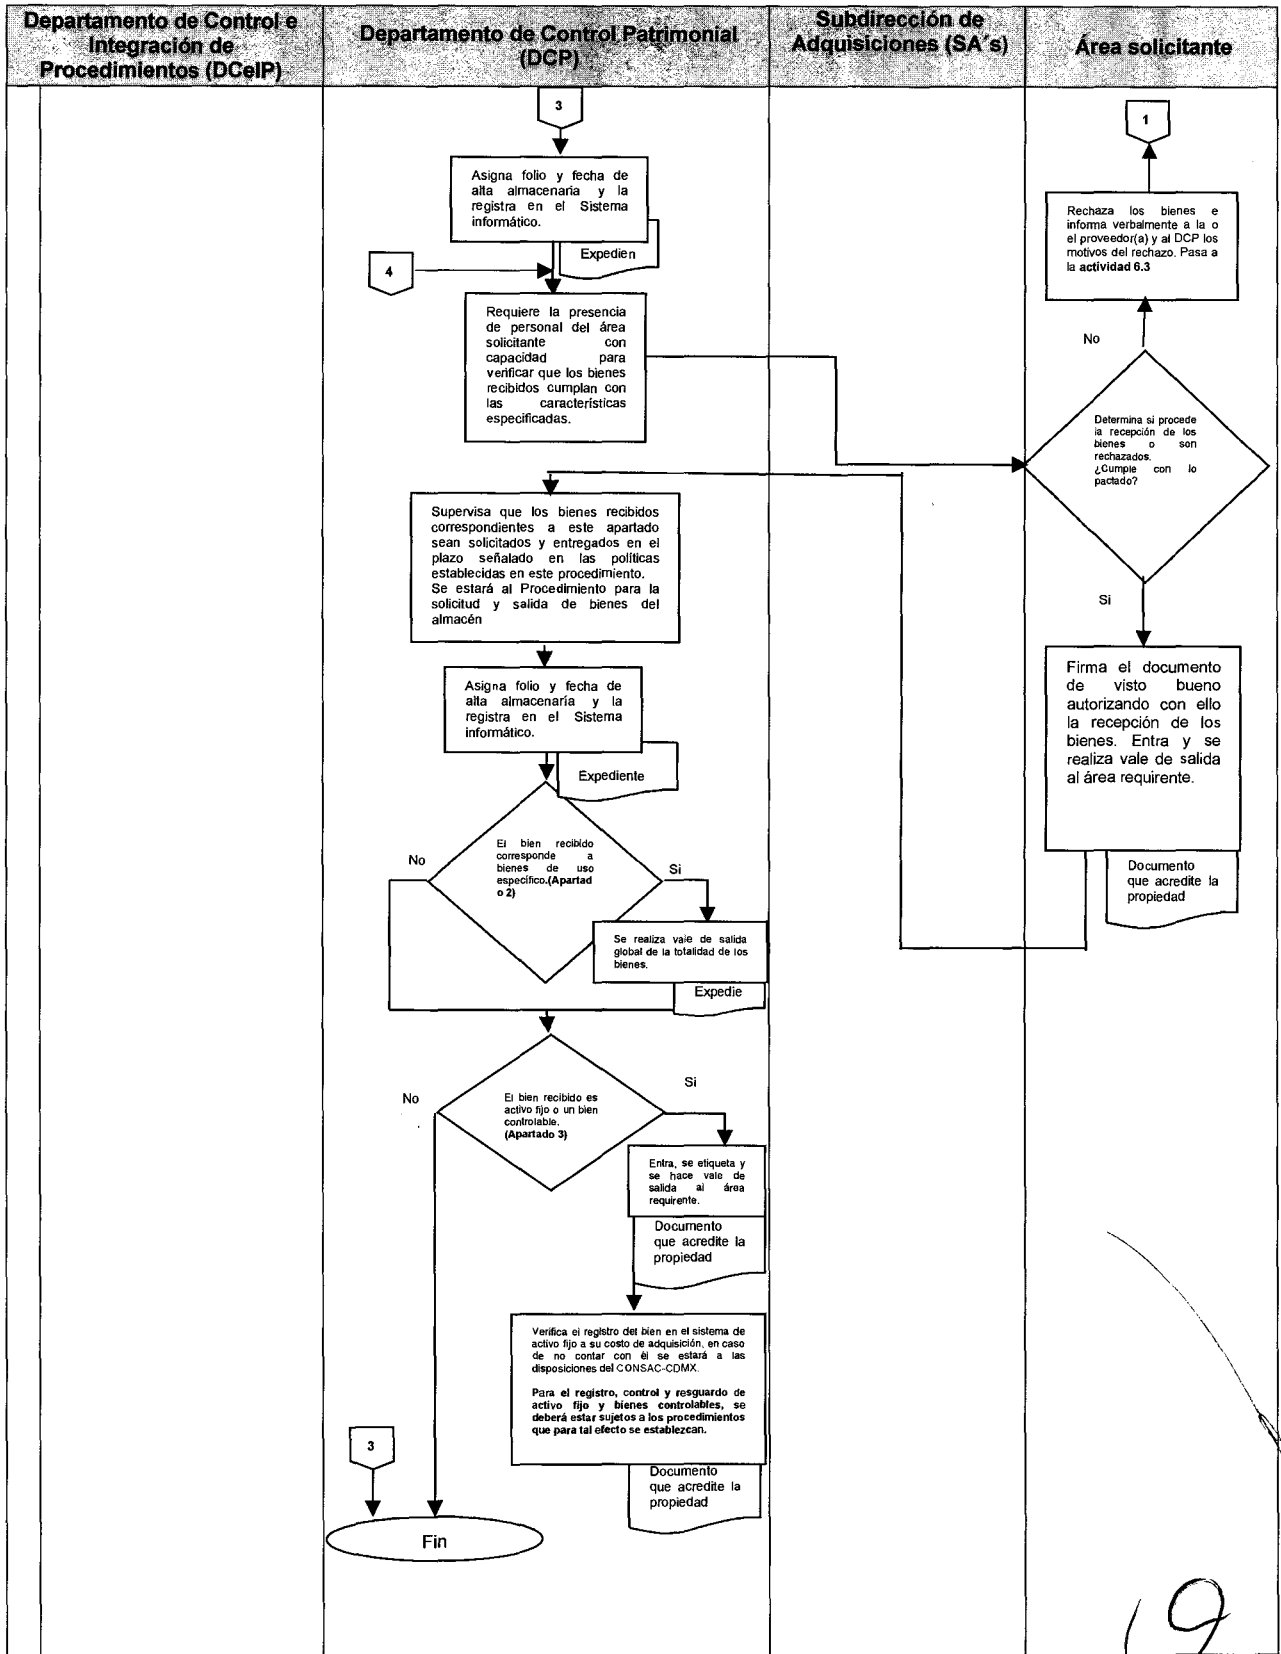 Departamento de Control e
Integración de
Procedimientos (DCeIP)
Departamento de Control Patrimonial
(DCP)
Subdirección de
Adquisiciones (SA´s)
Área solicitante
3
Asigna folio y fecha de
alta almacenaria y la
registra en el Sistema
informático.
Expedien
4
Requiere la presencia
de personal del área
solicitante con
capacidad para
verificar que los bienes
recibidos cumplan con
las características
especificadas.
1
Rechaza los bienes e
informa verbalmente a la o
el proveedor(a) y al DCP los
motivos del rechazo. Pasa a
la actividad 6.3
No
Determina si procede
la recepción de los
bienes o son
rechazados.
¿Cumple con lo
pactado?
Si
Firma el documento
de visto bueno
autorizando con ello
la recepción de los
bienes. Entra y se
realiza vale de salida
al área requirente.
Documento
que acredite la
propiedad
Supervisa que los bienes recibidos
correspondientes a este apartado
sean solicitados y entregados en el
plazo señalado en las políticas
establecidas en este procedimiento.
Se estará al Procedimiento para la
solicitud y salida de bienes del
almacén
Asigna folio y fecha de
alta almacenaría y la
registra en el Sistema
informático.
Expediente
El bien recibido
corresponde a
bienes de uso
específico.(Apartad
o 2)
No
Si
Se realiza vale de salida
global de la totalidad de los
bienes.
Expedie
El bien recibido es
activo fijo o un bien
controlable.
(Apartado 3)
No
Si
Entra, se etiqueta y
se hace vale de
salida al área
requirente.
Documento
que acredite la
propiedad
Verifica el registro del bien en el sistema de
activo fijo a su costo de adquisición, en caso
de no contar con él se estará a las
disposiciones del CONSAC-CDMX.
Para el registro, control y resguardo de
activo fijo y bienes controlables, se
deberá estar sujetos a los procedimientos
que para tal efecto se establezcan.
Documento
que acredite la
propiedad
3
Fin